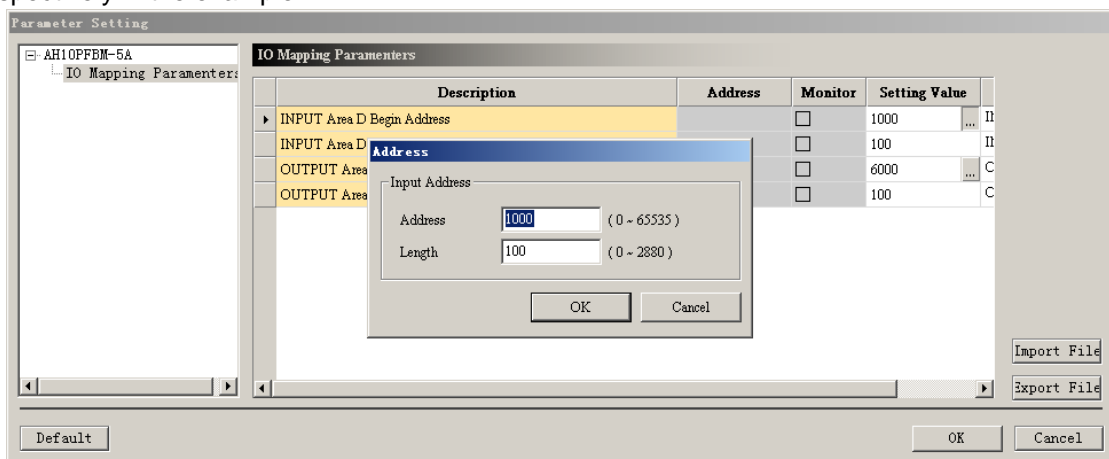 Parameter Setting
AH10PFBM-5A
IO Mapping Paramenters
IO Mapping Paramenters
Description Address Monitor Setting Value
INPUT Area D Begin Address 1000 ...
INPUT Area D 100
OUTPUT Area 6000 ...
OUTPUT Area 100
Address
Input Address
Address 1000 ( 0 ~ 65535 )
Length 100 ( 0 ~ 2880 )
OK Cancel
Import File
Export File
Default OK Cancel